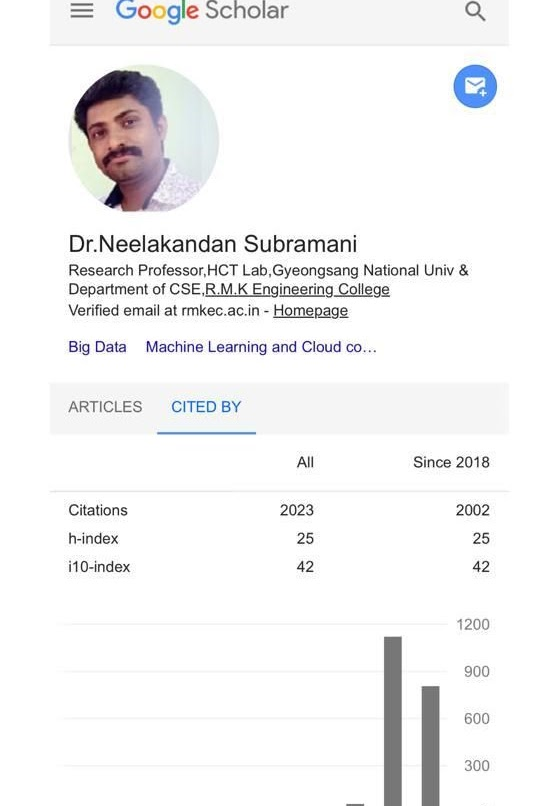 Google Scholar
Dr.Neelakandan Subramani
Research Professor,HCT Lab,Gyeongsang National Univ &
Department of CSE,R.M.K Engineering College
Verified email at rmkec.ac.in - Homepage
Big Data Machine Learning and Cloud co...
ARTICLES CITED BY
All Since 2018
Citations 2023 2002
h-index 25 25
i10-index 42 42
1200
900
600
300